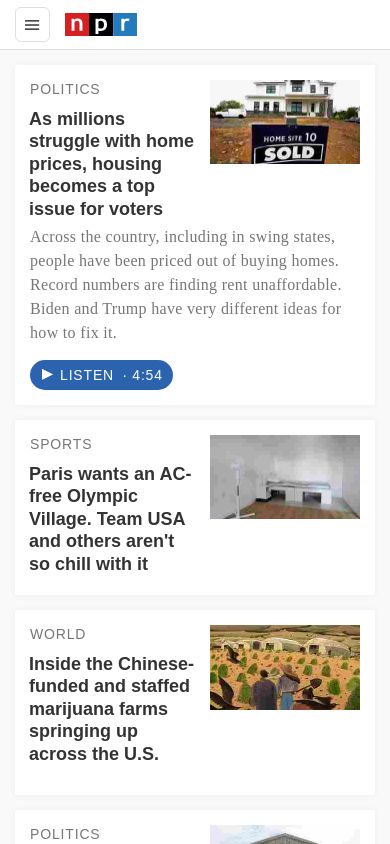 npr
POLITICS
As millions
struggle with home
prices, housing
becomes a top
issue for voters
HOME SITE 10
SOLD
Across the country, including in swing states,
people have been priced out of buying homes.
Record numbers are finding rent unaffordable.
Biden and Trump have very different ideas for
how to fix it.
LISTEN · 4:54
SPORTS
Paris wants an AC-
free Olympic
Village. Team USA
and others aren't
so chill with it
WORLD
Inside the Chinese-
funded and staffed
marijuana farms
springing up
across the U.S.
POLITICS